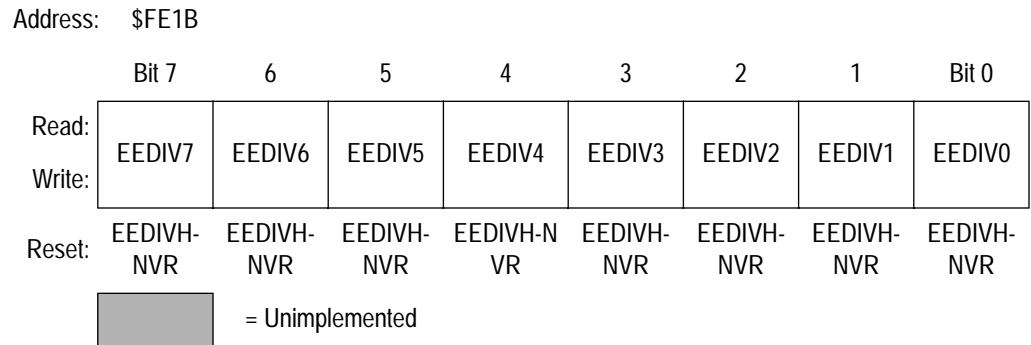 Address: $FE1B
Bit 7 6 5 4 3 2 1 Bit 0
Read:
EEDIV7 EEDIV6 EEDIV5 EEDIV4 EEDIV3 EEDIV2 EEDIV1 EEDIV0
Write:
Reset: EEDIVH- EEDIVH- EEDIVH- EEDIVH-N EEDIVH- EEDIVH- EEDIVH- EEDIVH-
NVR NVR NVR VR NVR NVR NVR NVR
= Unimplemented